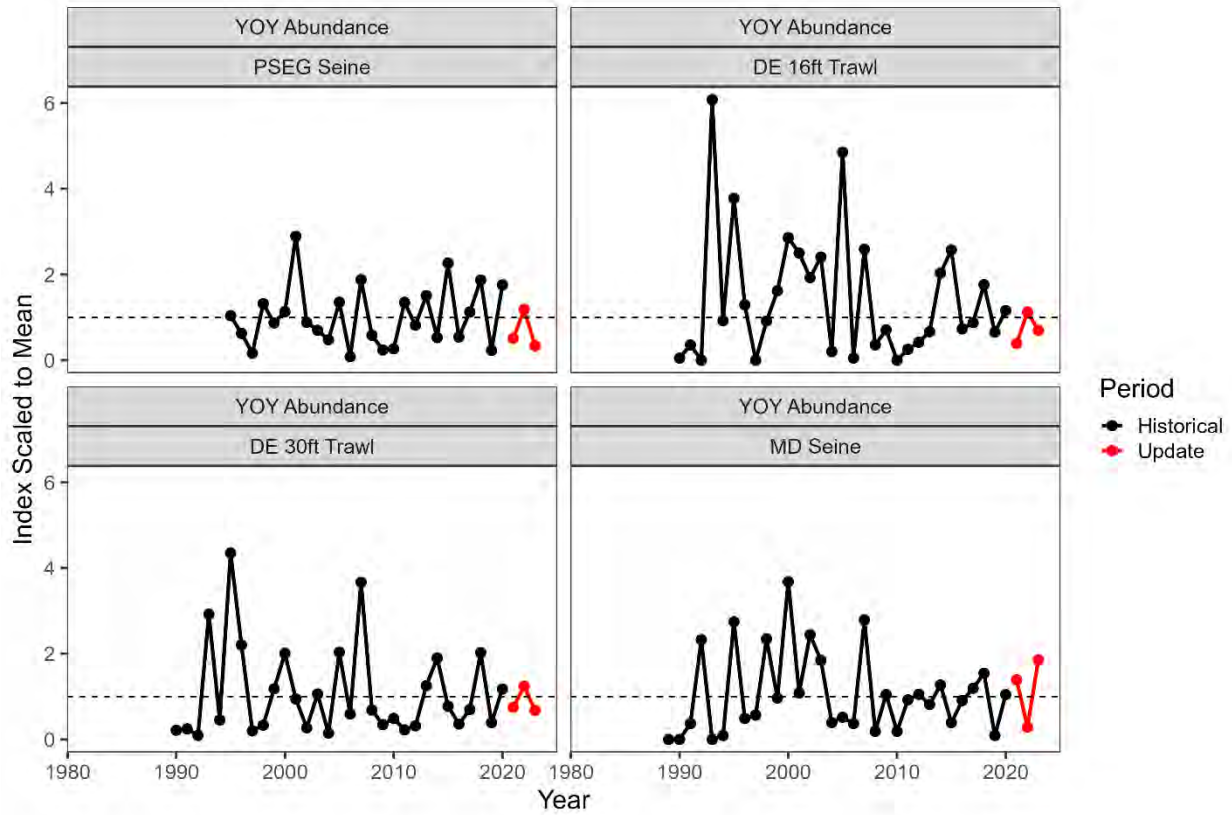 YOY Abundance
PSEG Seine
YOY Abundance
DE 16ft Trawl
6
4
2
0
YOY Abundance
DE 30ft Trawl
YOY Abundance
MD Seine
6
4
2
0
1980
1990
2000
2010
2020
1980
1990
2000
2010
2020
Index Scaled to Mean
Year
Period
Historical
Update